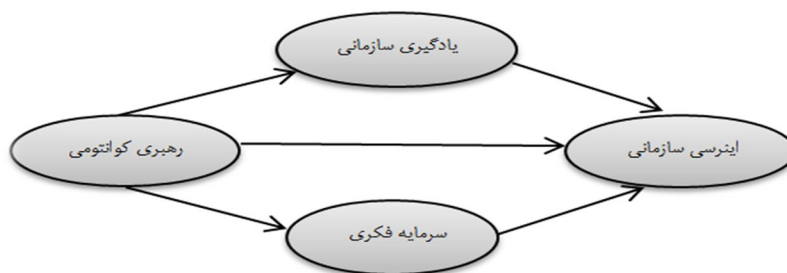 یادگیری سازمانی
رهبری کوانتومی
اینرسی سازمانی
سرمایه فکری